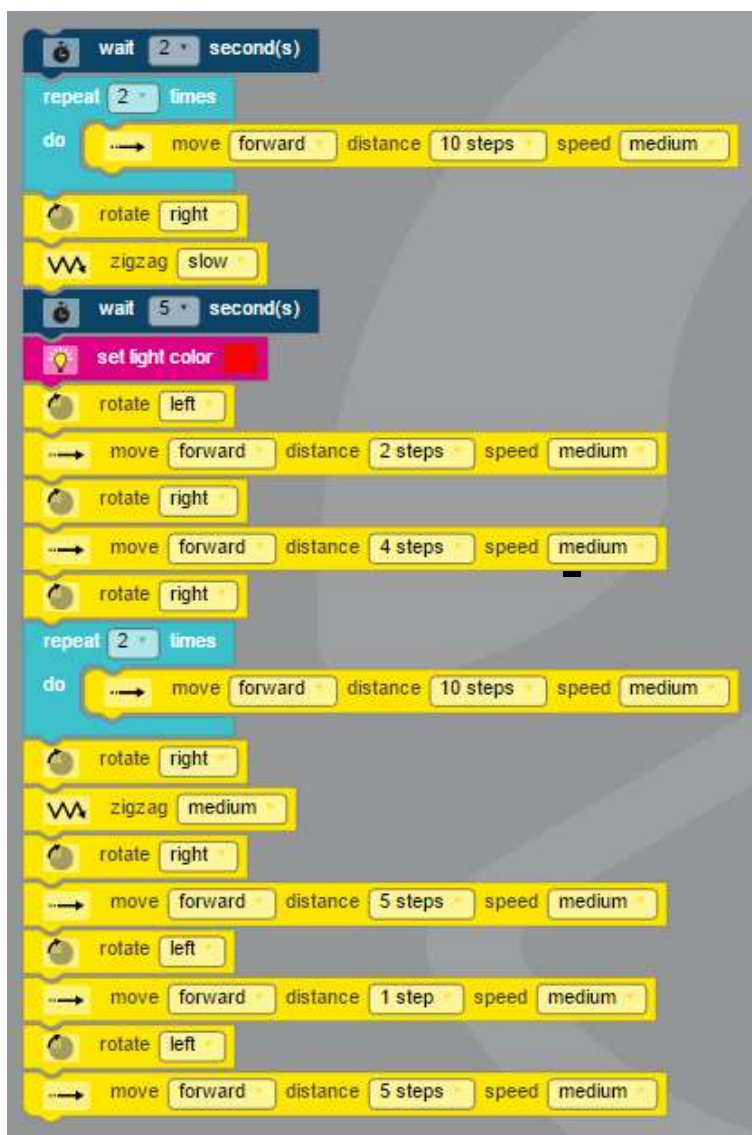 wait 2 second(s)
repeat 2 times
do move forward distance 10 steps speed medium
rotate right
zigzag slow
wait 5 second(s)
set light color
rotate left
move forward distance 2 steps speed medium
rotate right
move forward distance 4 steps speed medium
rotate right
repeat 2 times
do move forward distance 10 steps speed medium
rotate right
zigzag medium
rotate right
move forward distance 5 steps speed medium
rotate left
move forward distance 1 step speed medium
rotate left
move forward distance 5 steps speed medium